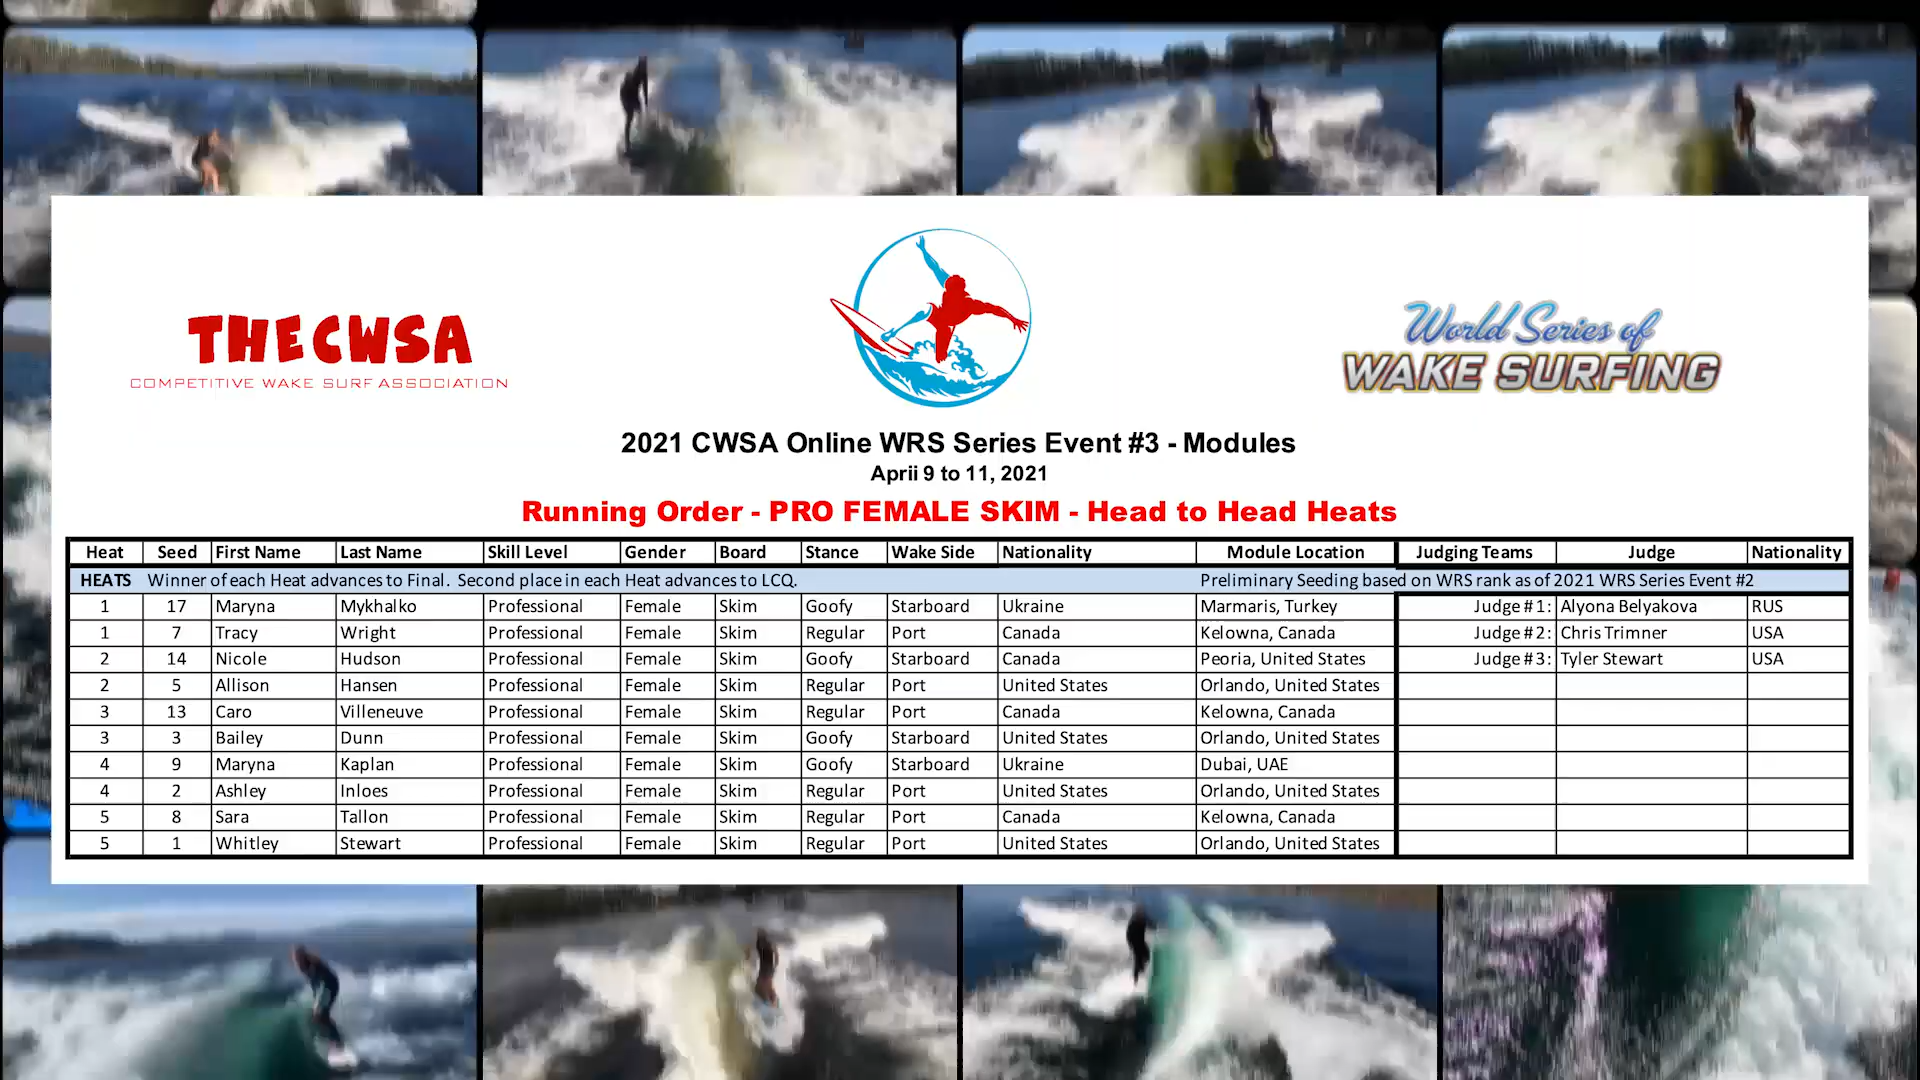 THECWSA
COMPETITIVE WAKE SURF ASSOCIATION
World Series of
WAKE SURFING
2021 CWSA Online WRS Series Event #3 - Modules
April 9 to 11, 2021
Running Order - PRO FEMALE SKIM - Head to Head Heats
Heat Seed First Name Last Name Skill Level Gender Board Stance Wake Side Nationality Module Location Judging Teams Judge Nationality
HEATS Winner of each Heat advances to Final. Second place in each Heat advances to LCQ. Preliminary Seeding based on WRS rank as of 2021 WRS Series Event #2
1 17 Maryna Mykhalko Professional Female Skim Goofy Starboard Ukraine Marmaris, Turkey Judge #1: Alyona Belyakova RUS
1 7 Tracy Wright Professional Female Skim Regular Port Canada Kelowna, Canada Judge #2: Chris Trimner USA
2 14 Nicole Hudson Professional Female Skim Goofy Starboard Canada Peoria, United States Judge #3: Tyler Stewart USA
2 5 Allison Hansen Professional Female Skim Regular Port United States Orlando, United States
3 13 Caro Villeneuve Professional Female Skim Regular Port Canada Kelowna, Canada
3 3 Bailey Dunn Professional Female Skim Goofy Starboard United States Orlando, United States
4 9 Maryna Kaplan Professional Female Skim Goofy Starboard Ukraine Dubai, UAE
4 2 Ashley Inloes Professional Female Skim Regular Port United States Orlando, United States
5 8 Sara Tallon Professional Female Skim Regular Port Canada Kelowna, Canada
5 1 Whitley Stewart Professional Female Skim Regular Port United States Orlando, United States